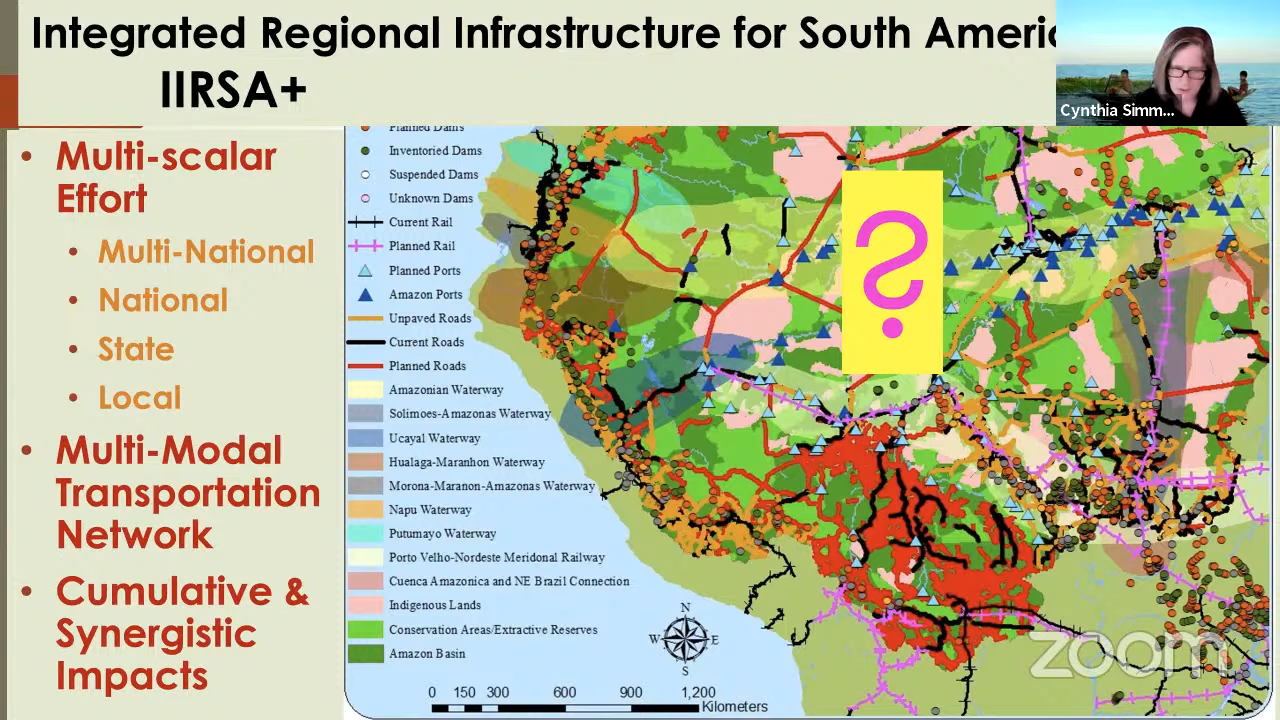 Integrated Regional Infrastructure for South Americ
IIRSA+
Cynthia Simm...
• Multi-scalar
Effort
• Multi-National
• National
• State
• Local
• Multi-Modal
Transportation
Network
• Cumulative &
Synergistic
Impacts
Planned Dams
Inventoried Dams
Suspended Dams
Unknown Dams
Current Rail
Planned Rail
Planned Ports
Amazon Ports
Unpaved Roads
Current Roads
Planned Roads
Amazonian Waterway
Solimoes-Amazonas Waterway
Ucayal Waterway
Hualaga-Maranhon Waterway
Morona-Maranon-Amazonas Waterway
Napu Waterway
Putumayo Waterway
Porto Velho-Nordeste Meridonal Railway
Cuenca Amazonica and NE Brazil Connection
Indigenous Lands
Conservation Areas/Extractive Reserves
Amazon Basin
?
N
W E
S
0 150 300 600 900 1,200
Kilometers
zoom